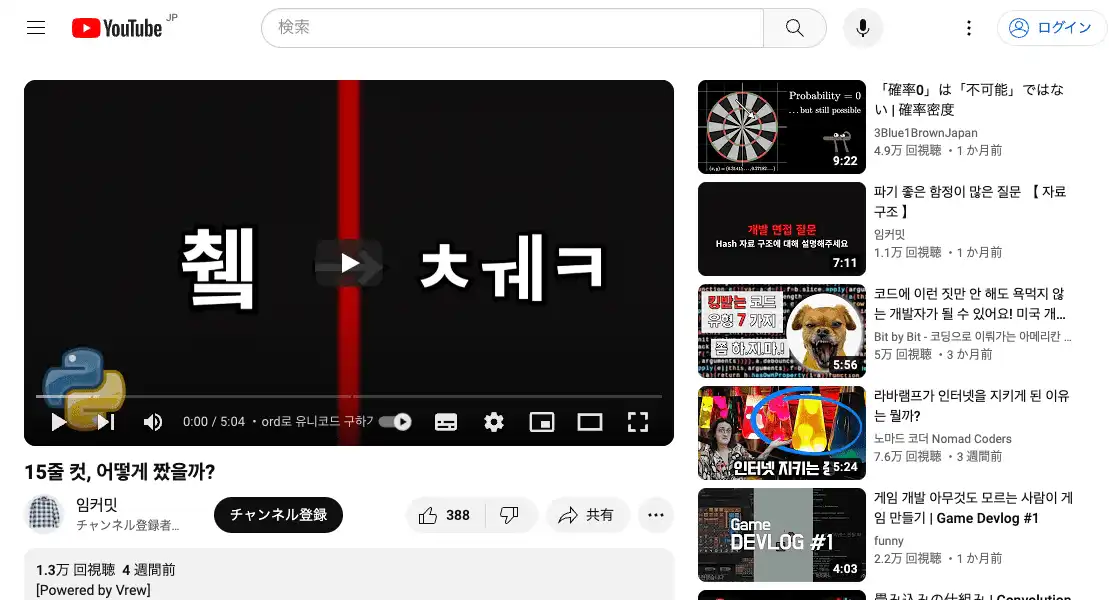 YouTube JP
検索
ログイン
췤 → ㅊ ㅞ ㅋ
0:00 / 5:04 • ord로 유니코드 구하기
15줄 컷, 어떻게 짰을까?
임커밋
チャンネル登録者...
チャンネル登録
388
共有
1.3万 回視聴 4 週間前
[Powered by Vrew]
Probability = 0
...but still possible
9:22
「確率0」は「不可能」ではな
い | 確率密度
3Blue1BrownJapan
4.9万 回視聴 ・1 か月前
개발 면접 질문
Hash 자료 구조에 대해 설명해주세요
7:11
파기 좋은 함정이 많은 질문 【 자료
구조 】
임커밋
1.1万 回視聴 ・1 か月前
킹받는 코드
유형 7 가지
좀 하.지.마.!
5:56
코드에 이런 짓만 안 해도 욕먹지 않
는 개발자가 될 수 있어요! 미국 개...
Bit by Bit - 코딩으로 이뤄가는 아메리칸 ...
5万 回視聴 ・3 か月前
인터넷 지키는
5:24
라바램프가 인터넷을 지키게 된 이유
는 뭘까?
노마드 코더 Nomad Coders
7.6万 回視聴 ・3 週間前
Game
DEVLOG #1
4:03
게임 개발 아무것도 모르는 사람이 게
임 만들기 | Game Devlog #1
funny
2.2万 回視聴 ・1 か月前
畳み込みの仕組み | Convolution